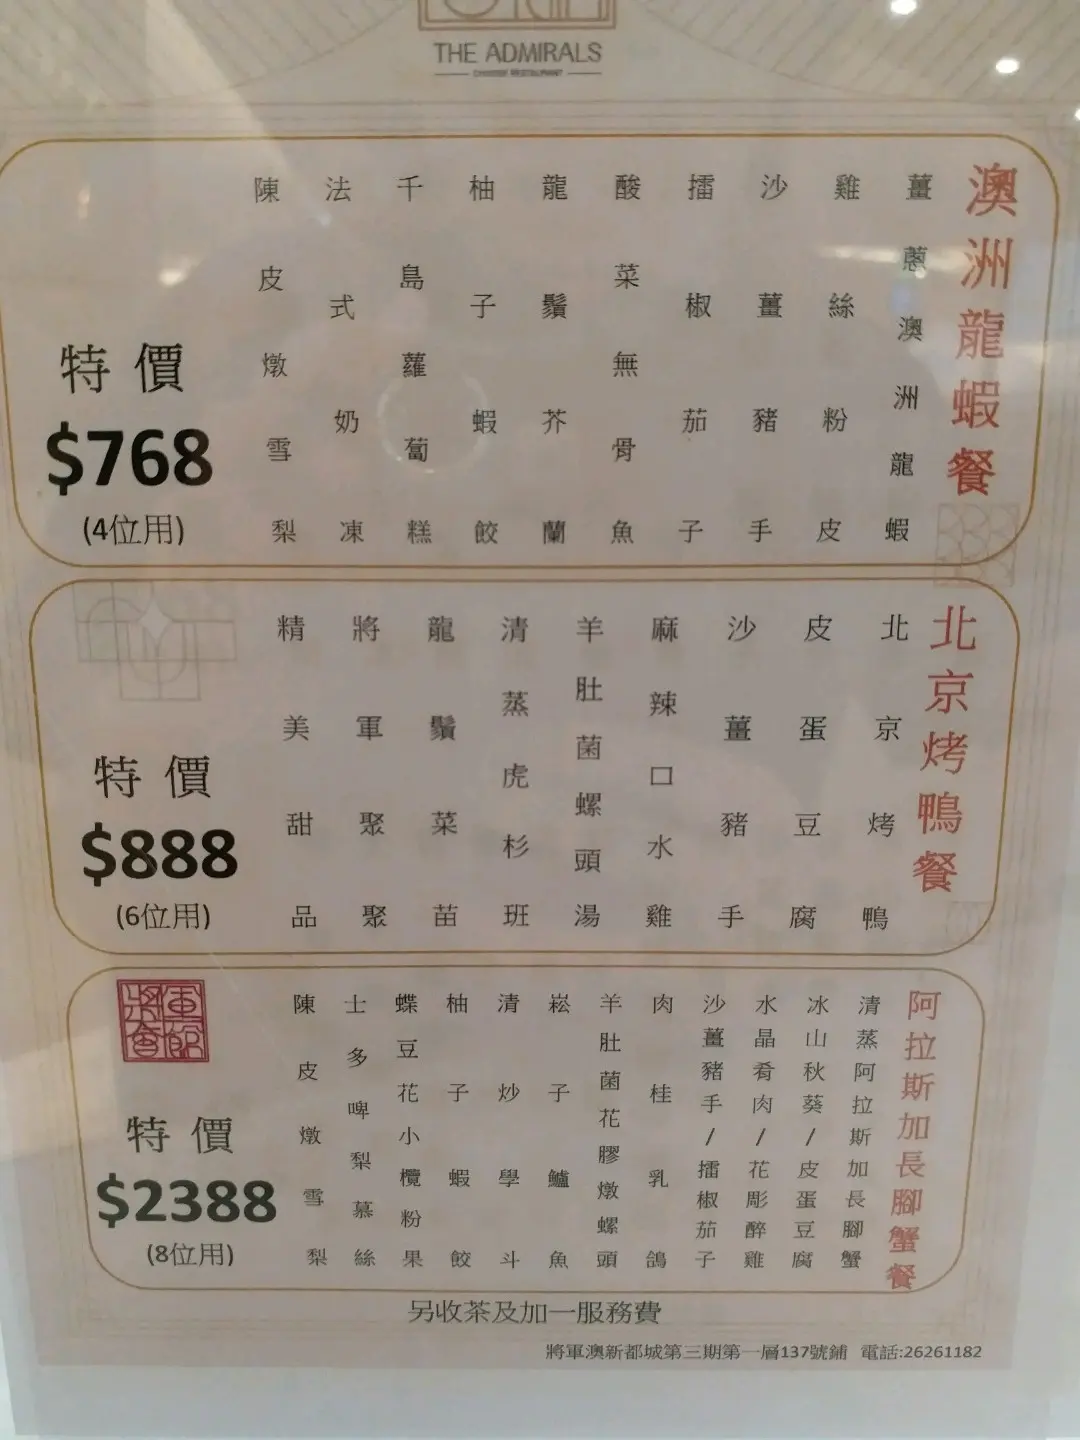 THE ADMIRALS
CHINESE RESTAURANT
澳洲龍蝦餐
薑蔥澳洲龍蝦
雞絲粉皮
沙薑豬手
擂椒茄子
酸菜無骨魚
龍鬚芥蘭
柚子蝦餃
千島蘿蔔糕
法式奶凍
陳皮燉雪梨
特價
$768
(4位用)
北京烤鴨餐
北京烤鴨
皮蛋豆腐
沙薑豬手
麻辣口水雞
羊肚菌螺頭湯
清蒸虎杉班
龍鬚菜苗
將軍聚聚
精美甜品
特價
$888
(6位用)
阿拉斯加長腳蟹餐
清蒸阿拉斯加長腳蟹
冰山秋葵/皮蛋豆腐
水晶肴肉/花彫醉雞
沙薑豬手/擂椒茄子
肉桂乳鴿
羊肚菌花膠燉螺頭
崧子鱸魚
清炒學斗
柚子蝦餃
蝶豆花小欖粉果
士多啤梨慕絲
陳皮燉雪梨
將軍會館
特價
$2388
(8位用)
另收茶及加一服務費
將軍澳新都城第三期第一層137號鋪 電話:26261182